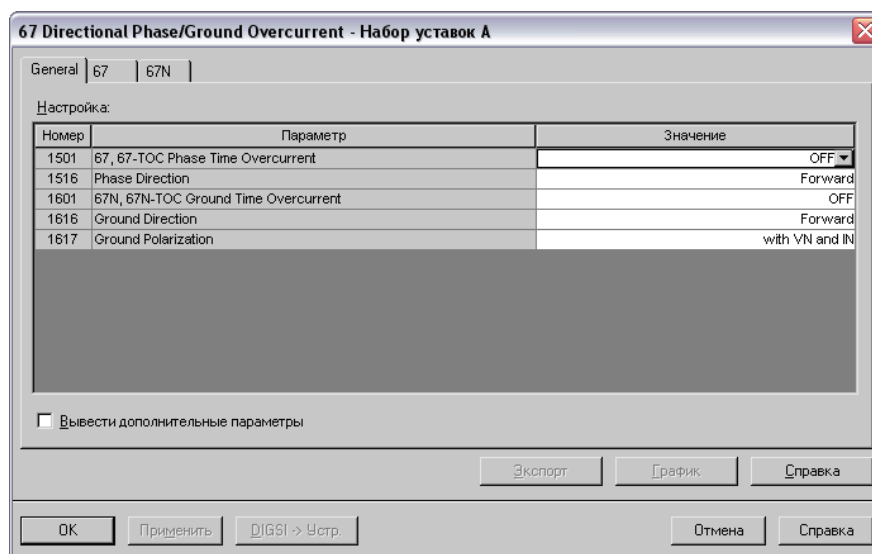 67 Directional Phase/Ground Overcurrent - Набор уставок A
General 67 67N
Настройка:
Номер Параметр Значение
1501 67, 67-TOC Phase Time Overcurrent OFF
1516 Phase Direction Forward
1601 67N, 67N-TOC Ground Time Overcurrent OFF
1616 Ground Direction Forward
1617 Ground Polarization with VN and IN
Вывести дополнительные параметры
Экспорт График Справка
OK Применить DIGSI -> Устр. Отмена Справка